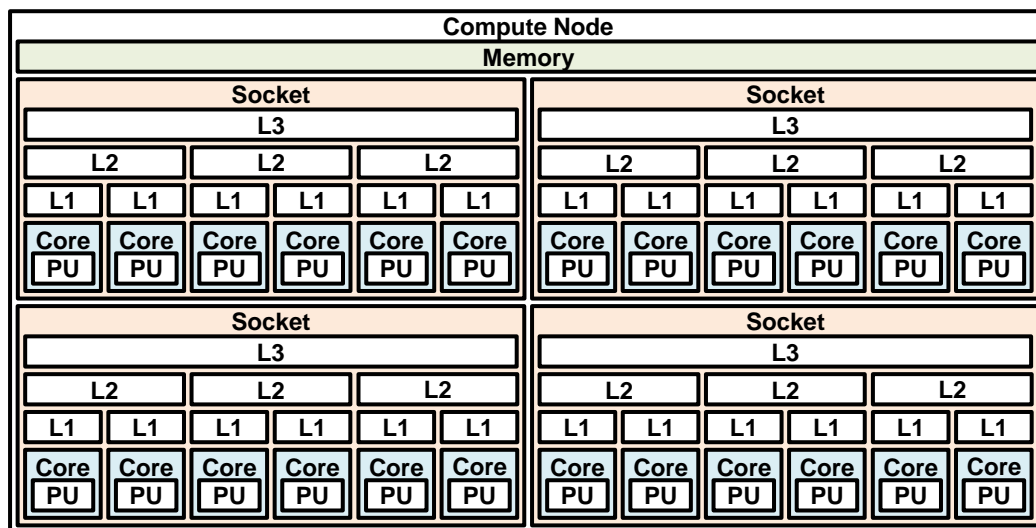 Compute Node
Memory
Socket
L3
L2 L2 L2
L1 L1 L1 L1 L1 L1
Core Core Core Core Core Core
PU PU PU PU PU PU
Socket
L3
L2 L2 L2
L1 L1 L1 L1 L1 L1
Core Core Core Core Core Core
PU PU PU PU PU PU
Socket
L3
L2 L2 L2
L1 L1 L1 L1 L1 L1
Core Core Core Core Core Core
PU PU PU PU PU PU
Socket
L3
L2 L2 L2
L1 L1 L1 L1 L1 L1
Core Core Core Core Core Core
PU PU PU PU PU PU